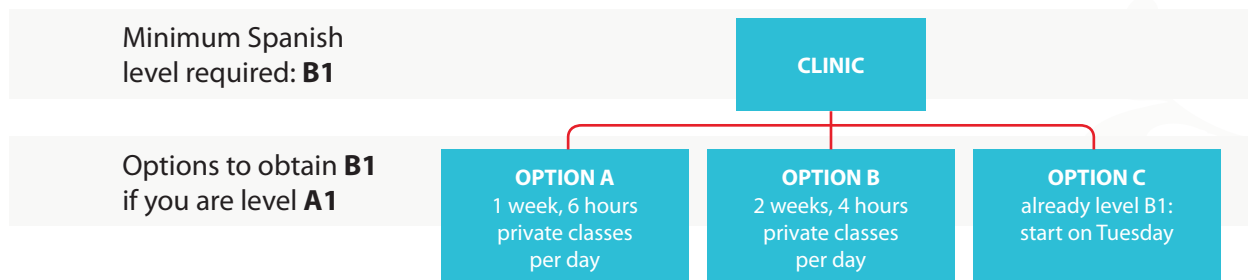 Minimum Spanish
level required: B1
CLINIC
Options to obtain B1
if you are level A1
OPTION A
1 week, 6 hours
private classes
per day
OPTION B
2 weeks, 4 hours
private classes
per day
OPTION C
already level B1:
start on Tuesday